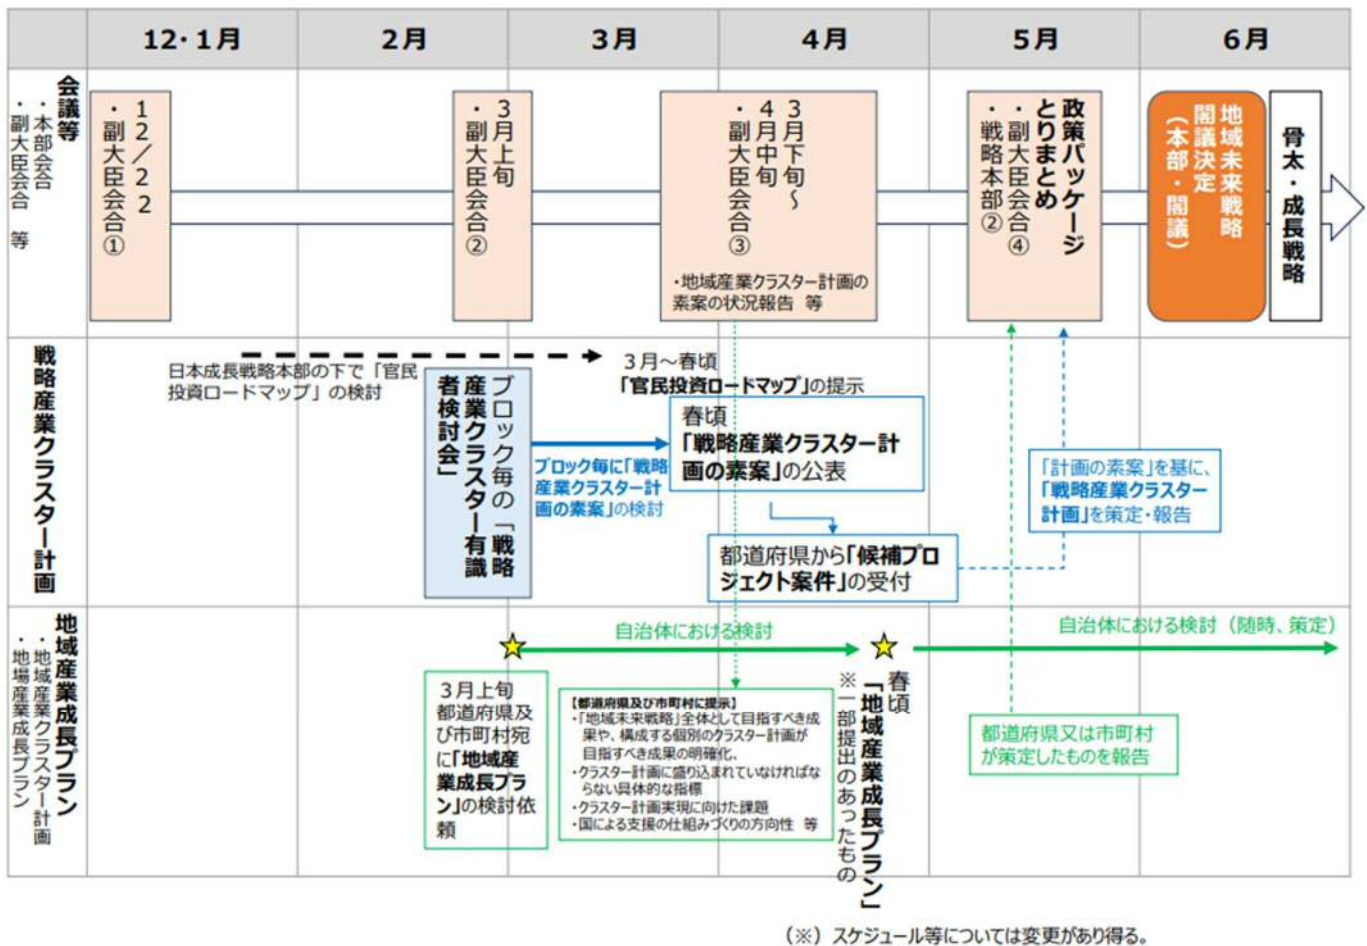 12・1月
2月
3月
4月
5月
6月
会議等
・本部会合
・副大臣会合 等
12/22
・副大臣会合①
3月上旬
・副大臣会合②
3月下旬～
4月中旬
・副大臣会合③
・地域産業クラスター計画の
素案の状況報告 等
政策パッケージ
とりまとめ
・副大臣会合④
・戦略本部②
地域未来戦略
閣議決定
(本部・閣議)
骨太・成長戦略
戦略産業クラスター計画
日本成長戦略本部の下で「官民
投資ロードマップ」の検討
ブロック毎の「戦略
産業クラスター有識
者検討会」
3月～春頃
「官民投資ロードマップ」の提示
ブロック毎に「戦略
産業クラスター計
画の素案」の検討
春頃
「戦略産業クラスター計
画の素案」の公表
都道府県から「候補プロ
ジェクト案件」の受付
「計画の素案」を基に、
「戦略産業クラスター
計画」を策定・報告
地域産業成長プラン
・地域産業クラスター計画
・地場産業成長プラン
自治体における検討
自治体における検討（随時、策定）
3月上旬
都道府県及
び市町村宛
に「地域産
業成長プラ
ン」の検討依
頼
【都道府県及び市町村に提示】
・「地域未来戦略」全体として目指すべき成
果や、構成する個別のクラスター計画が
目指すべき成果の明確化、
・クラスター計画に盛り込まれていなければな
らない具体的な指標
・クラスター計画実現に向けた課題
・国による支援の仕組みづくりの方向性 等
春頃
「地域産業成長プラン」
※一部提出のあったもの
都道府県又は市町村
が策定したものを報告
（※）スケジュール等については変更があり得る。